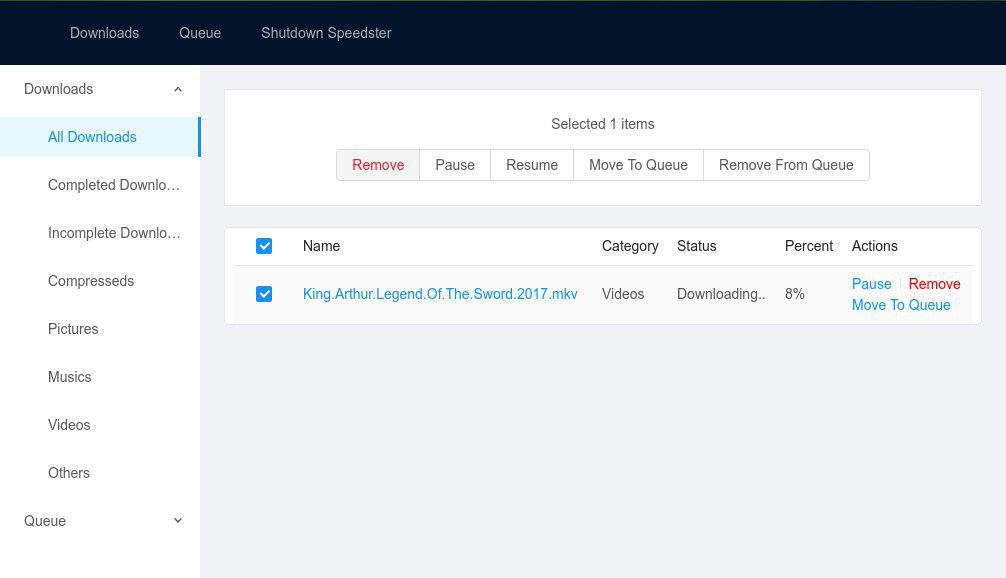 Downloads Queue Shutdown Speedster
Downloads
All Downloads
Completed Downlo...
Incomplete Downlo...
Compresseds
Pictures
Musics
Videos
Others
Queue
Selected 1 items
Remove Pause Resume Move To Queue Remove From Queue
Name Category Status Percent Actions
King.Arthur.Legend.Of.The.Sword.2017.mkv Videos Downloading.. 8% Pause Remove
Move To Queue